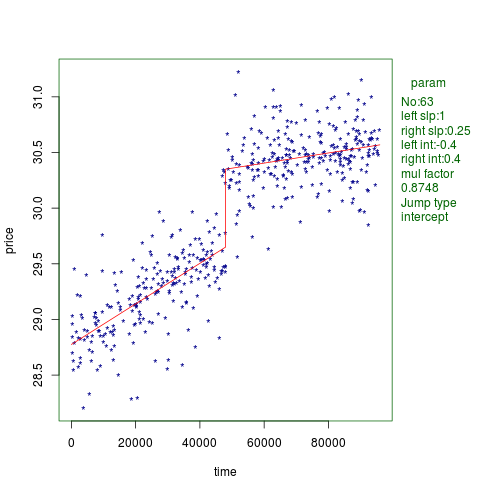 param
No:63
left slp:1
right slp:0.25
left int:-0.4
right int:0.4
mul factor
0.8748
Jump type
intercept
price
31.0
30.5
30.0
29.5
29.0
28.5
0 20000 40000 60000 80000
time